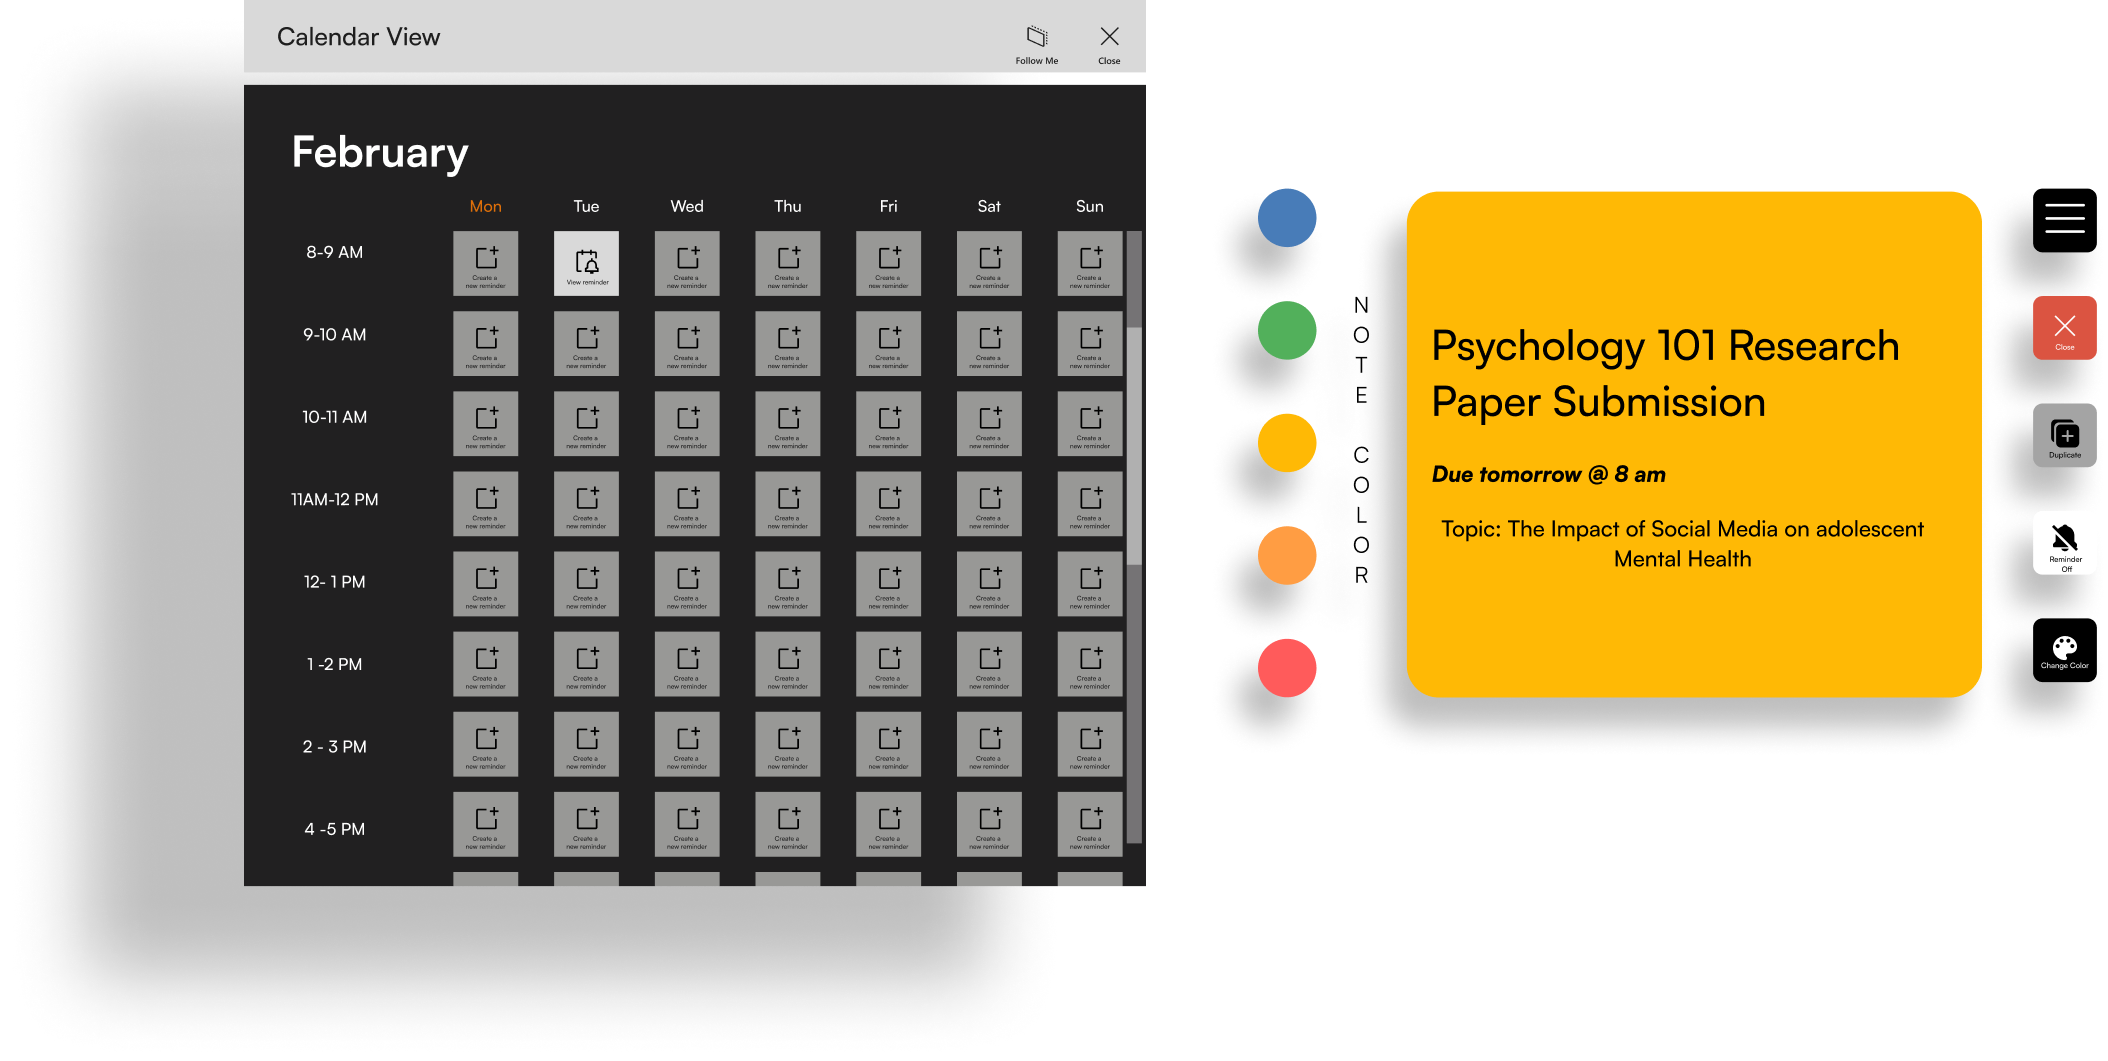 Calendar View
Follow Me
Close
February
Mon Tue Wed Thu Fri Sat Sun
8-9 AM
Create a View reminder Create a Create a Create a Create a Create a
new reminder new reminder new reminder new reminder new reminder new reminder
9-10 AM
Create a Create a Create a Create a Create a Create a Create a
new reminder new reminder new reminder new reminder new reminder new reminder new reminder
10-11 AM
Create a Create a Create a Create a Create a Create a Create a
new reminder new reminder new reminder new reminder new reminder new reminder new reminder
11AM-12 PM
Create a Create a Create a Create a Create a Create a Create a
new reminder new reminder new reminder new reminder new reminder new reminder new reminder
12- 1 PM
Create a Create a Create a Create a Create a Create a Create a
new reminder new reminder new reminder new reminder new reminder new reminder new reminder
1 -2 PM
Create a Create a Create a Create a Create a Create a Create a
new reminder new reminder new reminder new reminder new reminder new reminder new reminder
2 - 3 PM
Create a Create a Create a Create a Create a Create a Create a
new reminder new reminder new reminder new reminder new reminder new reminder new reminder
4 -5 PM
Create a Create a Create a Create a Create a Create a Create a
new reminder new reminder new reminder new reminder new reminder new reminder new reminder
NOTE COLOR
Psychology 101 Research
Paper Submission
Due tomorrow @ 8 am
Topic: The Impact of Social Media on adolescent
Mental Health
Close
Duplicate
Reminder
Off
Change Color